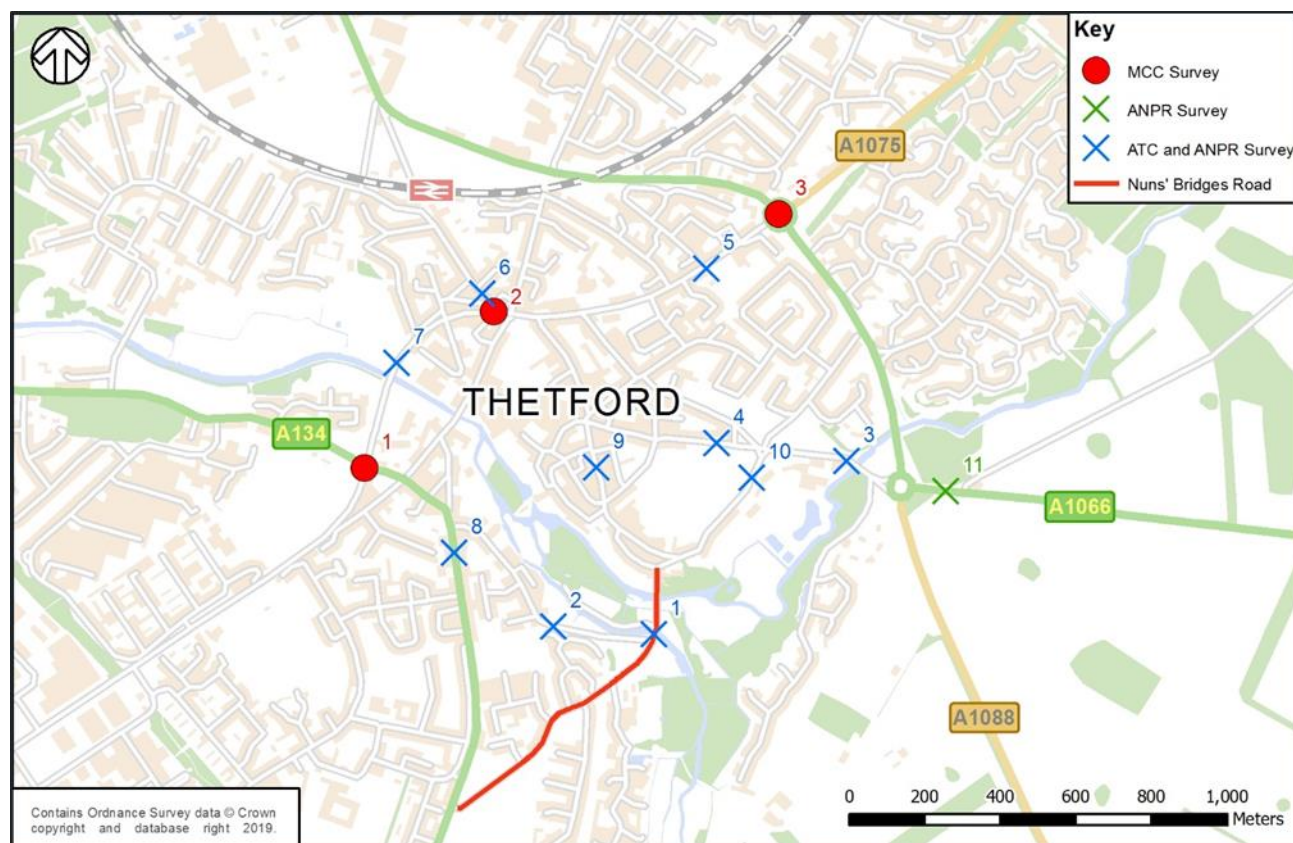 Key
MCC Survey
ANPR Survey
ATC and ANPR Survey
Nuns' Bridges Road
A1075
3
5
6
2
7
THETFORD
A134
1
9
4
10
3
11
A1066
8
2
1
A1088
0 200 400 600 800 1,000
Meters
Contains Ordnance Survey data © Crown
copyright and database right 2019.